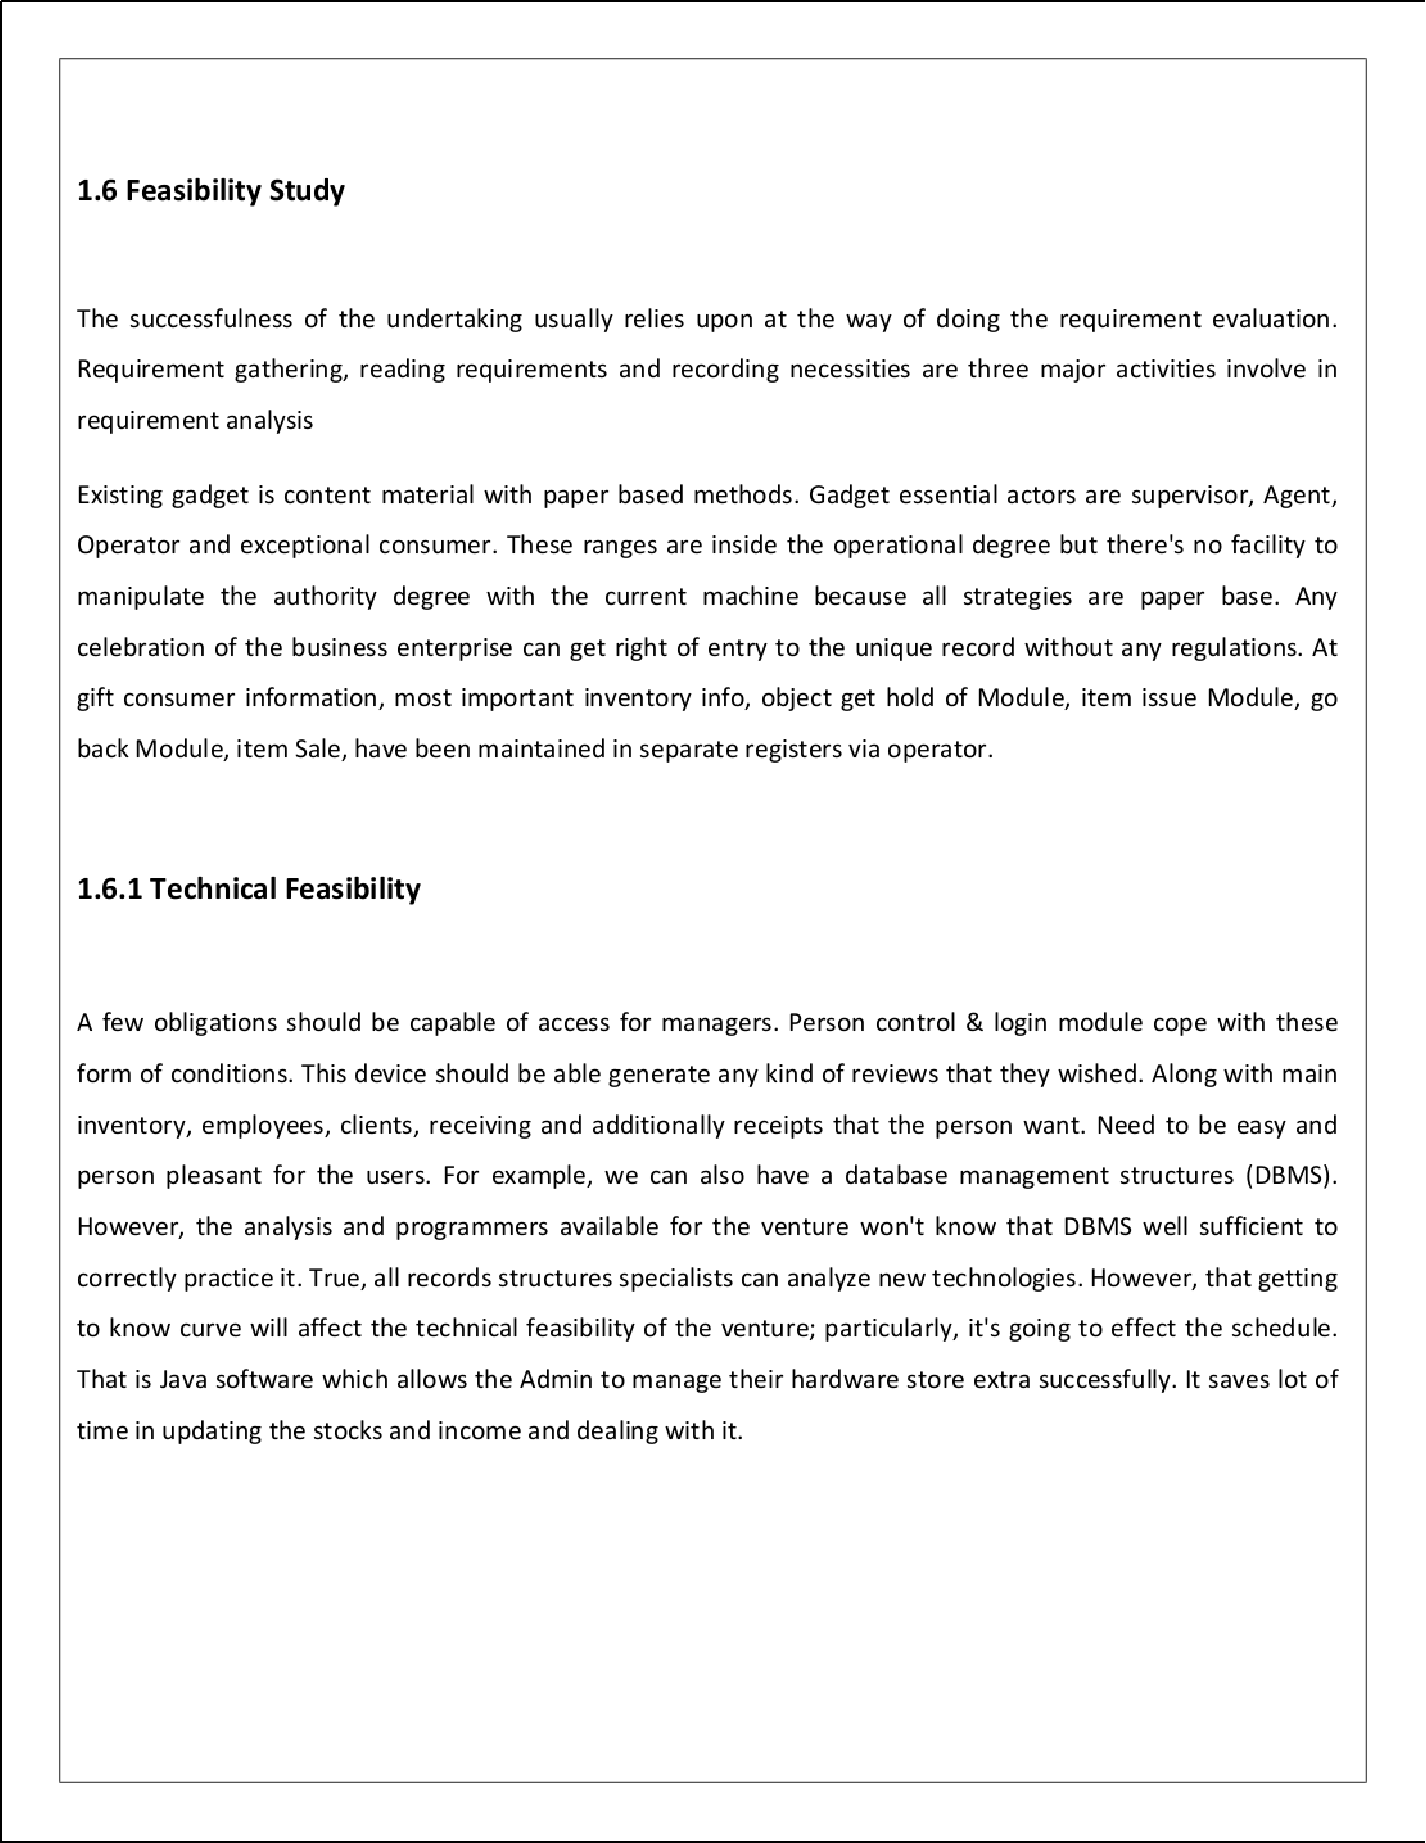 1.6 Feasibility Study
The successfulness of the undertaking usually relies upon at the way of doing the requirement evaluation.
Requirement gathering, reading requirements and recording necessities are three major activities involve in
requirement analysis
Existing gadget is content material with paper based methods. Gadget essential actors are supervisor, Agent,
Operator and exceptional consumer. These ranges are inside the operational degree but there's no facility to
manipulate the authority degree with the current machine because all strategies are paper base. Any
celebration of the business enterprise can get right of entry to the unique record without any regulations. At
gift consumer information, most important inventory info, object get hold of Module, item issue Module, go
back Module, item Sale, have been maintained in separate registers via operator.
1.6.1 Technical Feasibility
A few obligations should be capable of access for managers. Person control & login module cope with these
form of conditions. This device should be able generate any kind of reviews that they wished. Along with main
inventory, employees, clients, receiving and additionally receipts that the person want. Need to be easy and
person pleasant for the users. For example, we can also have a database management structures (DBMS).
However, the analysis and programmers available for the venture won't know that DBMS well sufficient to
correctly practice it. True, all records structures specialists can analyze new technologies. However, that getting
to know curve will affect the technical feasibility of the venture; particularly, it's going to effect the schedule.
That is Java software which allows the Admin to manage their hardware store extra successfully. It saves lot of
time in updating the stocks and income and dealing with it.